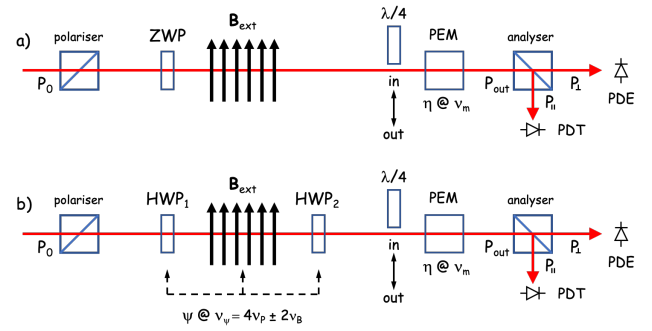 a)
polariser
ZWP
B_ext
λ/4
PEM
analyser
P_0
in
out
η @ ν_m
P_out
P_⊥
P_∥
PDE
PDT
b)
polariser
HWP_1
B_ext
HWP_2
λ/4
PEM
analyser
P_0
in
out
η @ ν_m
P_out
P_⊥
P_∥
PDE
PDT
ψ @ ν_ψ = 4ν_P ± 2ν_B